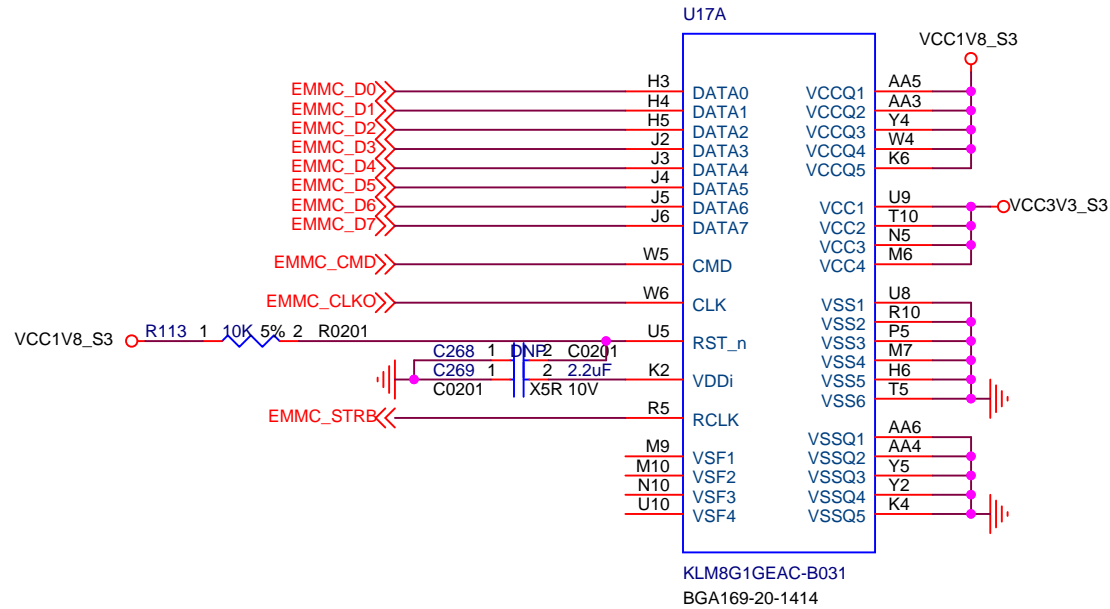 U17A
VCC1V8_S3
EMMC_D0 H3 DATA0 VCCQ1 AA5
EMMC_D1 H4 DATA1 VCCQ2 AA3
EMMC_D2 H5 DATA2 VCCQ3 Y4
EMMC_D3 J2 DATA3 VCCQ4 W4
EMMC_D4 J3 DATA4 VCCQ5 K6
EMMC_D5 J4 DATA5
EMMC_D6 J5 DATA6 VCC1 U9 VCC3V3_S3
EMMC_D7 J6 DATA7 VCC2 T10
VCC3 N5
EMMC_CMD W5 CMD VCC4 M6
EMMC_CLKO W6 CLK VSS1 U8
VSS2 R10
VCC1V8_S3 R113 1 10K 5% 2 R0201 U5 RST_n VSS3 P5
C268 1 DNP 2 C0201 VSS4 M7
C269 1 2 2.2uF K2 VDDi VSS5 H6
C0201 X5R 10V VSS6 T5
EMMC_STRB R5 RCLK
VSSQ1 AA6
M9 VSF1 VSSQ2 AA4
M10 VSF2 VSSQ3 Y5
N10 VSF3 VSSQ4 Y2
U10 VSF4 VSSQ5 K4
KLM8G1GEAC-B031
BGA169-20-1414